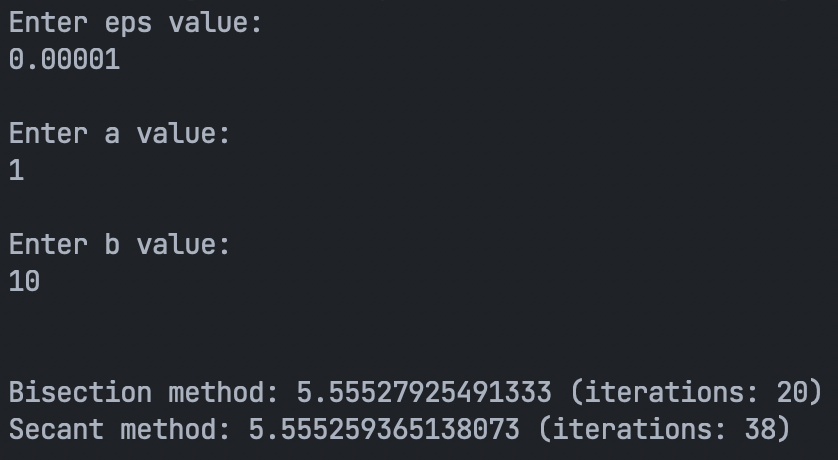 Enter eps value:
0.00001
Enter a value:
1
Enter b value:
10
Bisection method: 5.55527925491333 (iterations: 20)
Secant method: 5.555259365138073 (iterations: 38)